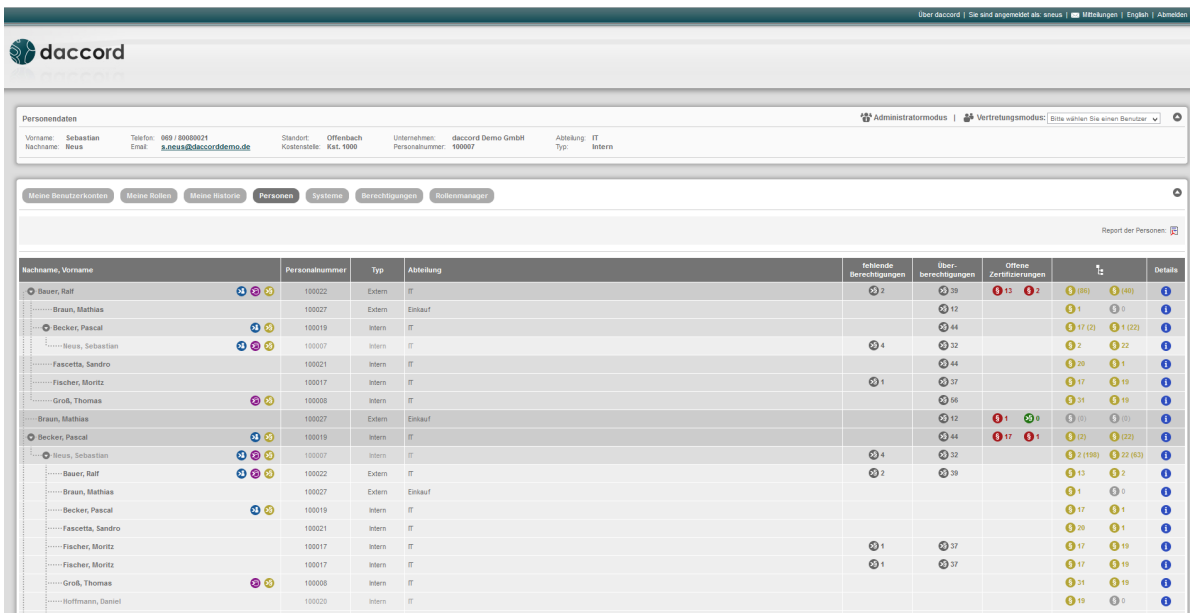 Über daccord | Sie sind angemeldet als: sneus | Mitteilungen | English | Abmelden
daccord
Personendaten Administratormodus | Vertretungsmodus: Bitte wählen Sie einen Benutzer
Vorname: Sebastian Telefon: 069 / 80080021 Standort: Offenbach Unternehmen: daccord Demo GmbH Abteilung: IT
Nachname: Neus Email: s.neus@daccorddemo.de Kostenstelle: Kst. 1000 Personalnummer: 100007 Typ: Intern
Meine Benutzerkonten Meine Rollen Meine Historie Personen Systeme Berechtigungen Rollenmanager
Report der Personen:
Nachname, Vorname Personalnummer Typ Abteilung fehlende Berechtigungen Über-berechtigungen Offene Zertifizierungen Details
Bauer, Ralf 100022 Extern IT 2 39 13 2 (86) (40)
Braun, Mathias 100027 Extern Einkauf 12 1 0
Becker, Pascal 100019 Intern IT 44 17 (2) 1 (22)
Neus, Sebastian 100007 Intern IT 4 32 2 22
Fascetta, Sandro 100021 Intern IT 44 20 1
Fischer, Moritz 100017 Intern IT 1 37 17 19
Groß, Thomas 100008 Intern IT 56 31 19
Braun, Mathias 100027 Extern Einkauf 12 1 0 (0) (0)
Becker, Pascal 100019 Intern IT 44 17 1 (2) (22)
Neus, Sebastian 100007 Intern IT 4 32 2 (198) 22 (63)
Bauer, Ralf 100022 Extern IT 2 39 13 2
Braun, Mathias 100027 Extern Einkauf 1 0
Becker, Pascal 100019 Intern IT 17 1
Fascetta, Sandro 100021 Intern IT 20 1
Fischer, Moritz 100017 Intern IT 1 37 17 19
Fischer, Moritz 100017 Intern IT 1 37 17 19
Groß, Thomas 100008 Intern IT 31 19
Hoffmann, Daniel 100020 Intern IT 19 0